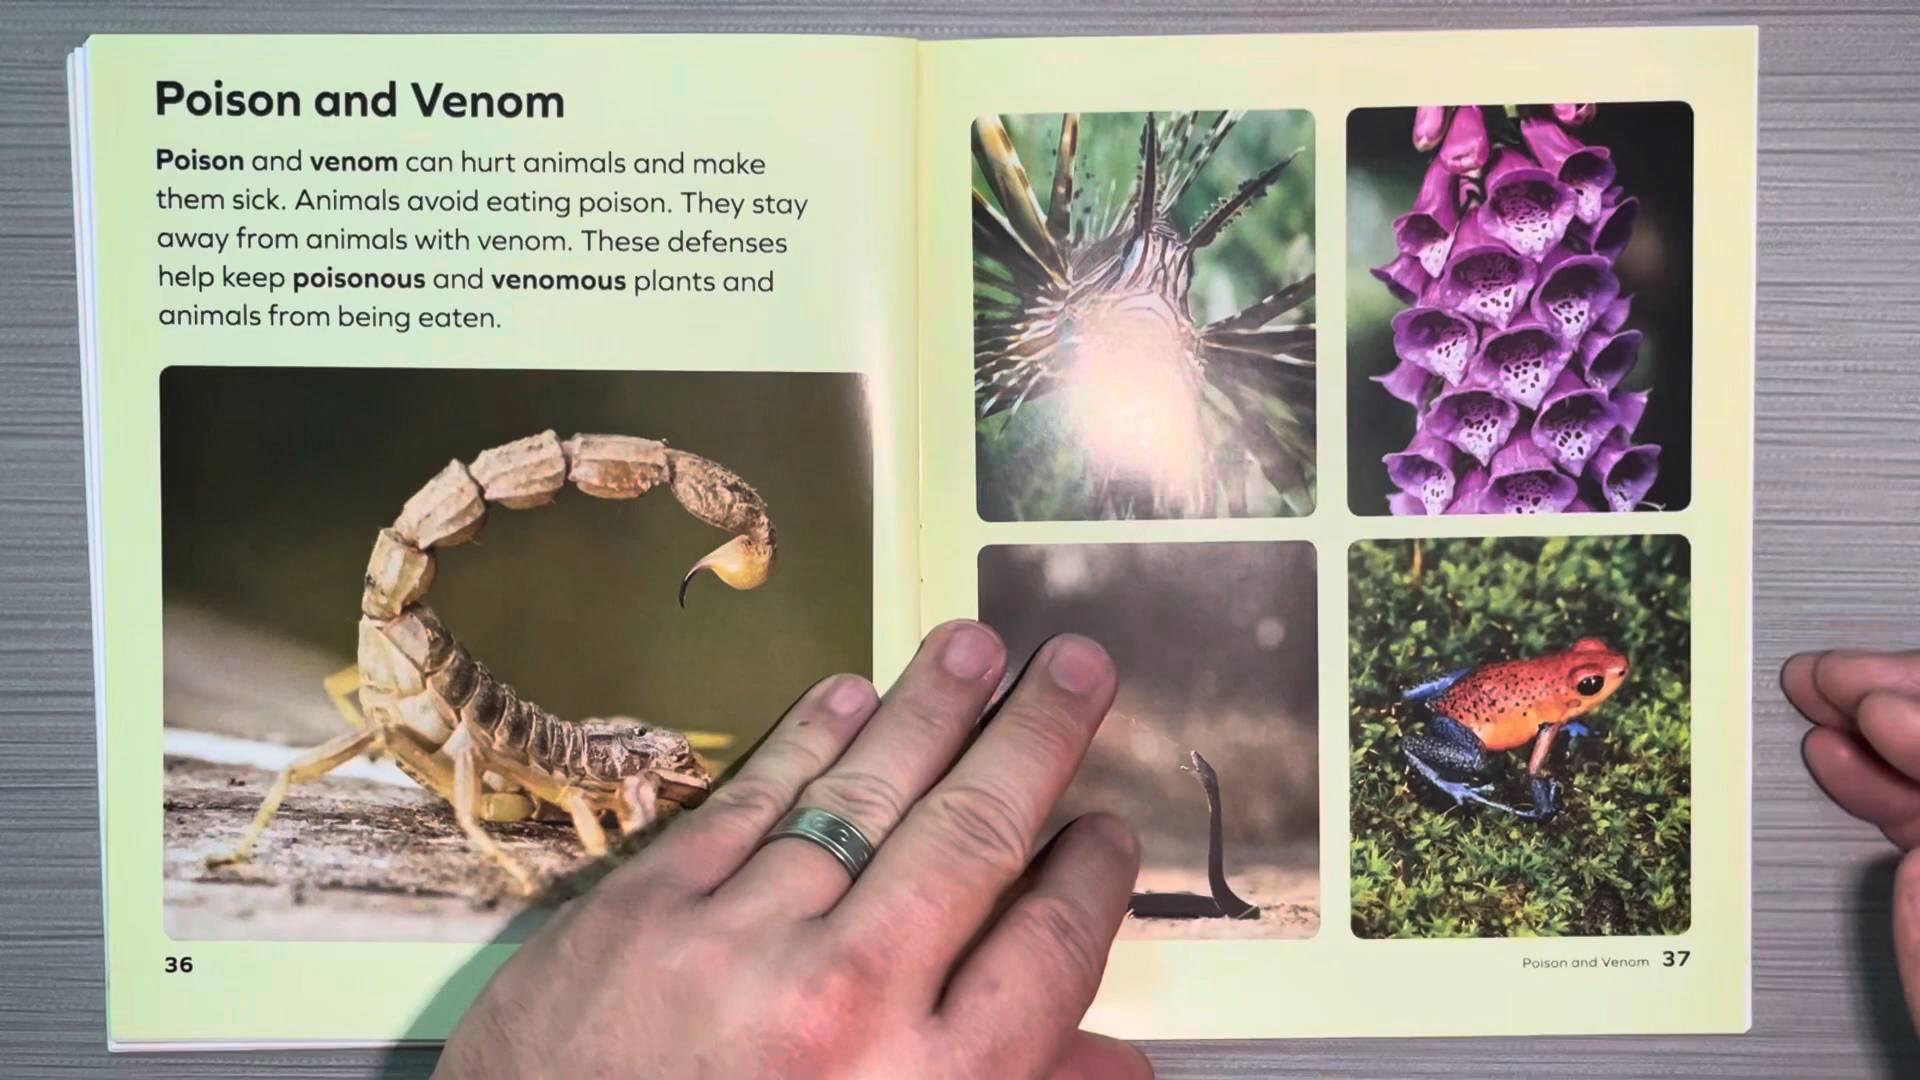 Poison and Venom
Poison and venom can hurt animals and make
them sick. Animals avoid eating poison. They stay
away from animals with venom. These defenses
help keep poisonous and venomous plants and
animals from being eaten.
36
Poison and Venom 37